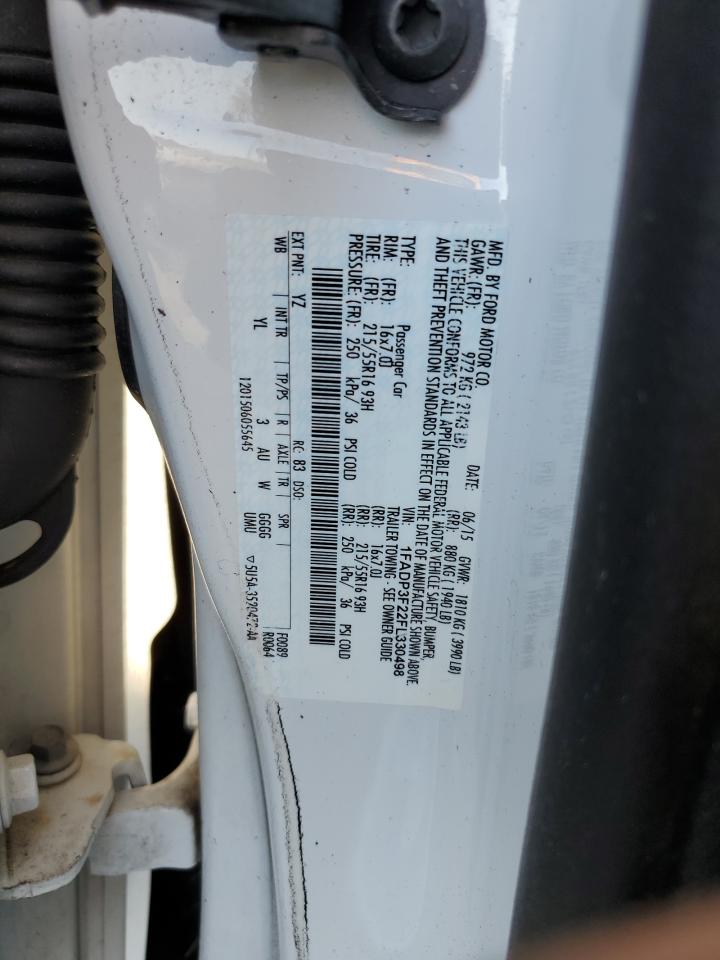 MFD. BY FORD MOTOR CO.
DATE: 06/15 GVWR: 1810 KG ( 3990 LB)
GAWR: (FR): 972 KG ( 2143 LB) (RR): 880 KG ( 1940 LB)
THIS VEHICLE CONFORMS TO ALL APPLICABLE FEDERAL MOTOR VEHICLE SAFETY, BUMPER,
AND THEFT PREVENTION STANDARDS IN EFFECT ON THE DATE OF MANUFACTURE SHOWN ABOVE.
VIN: 1FADP3F22FL330498
TYPE: Passenger Car TRAILER TOWING - SEE OWNER GUIDE
RIM: (FR): 16x7.0J (RR): 16x7.0J
TIRE: (FR): 215/55R16 93H (RR): 215/55R16 93H
PRESSURE: (FR): 250 kPa/ 36 PSI COLD (RR): 250 kPa/ 36 PSI COLD
EXT PNT: YZ RC: 83 DSO: F0089
WB INT TR TP/PS R AXLE TR SPR R0064
YL 3 AU W GGGG
1201506055645 UMU